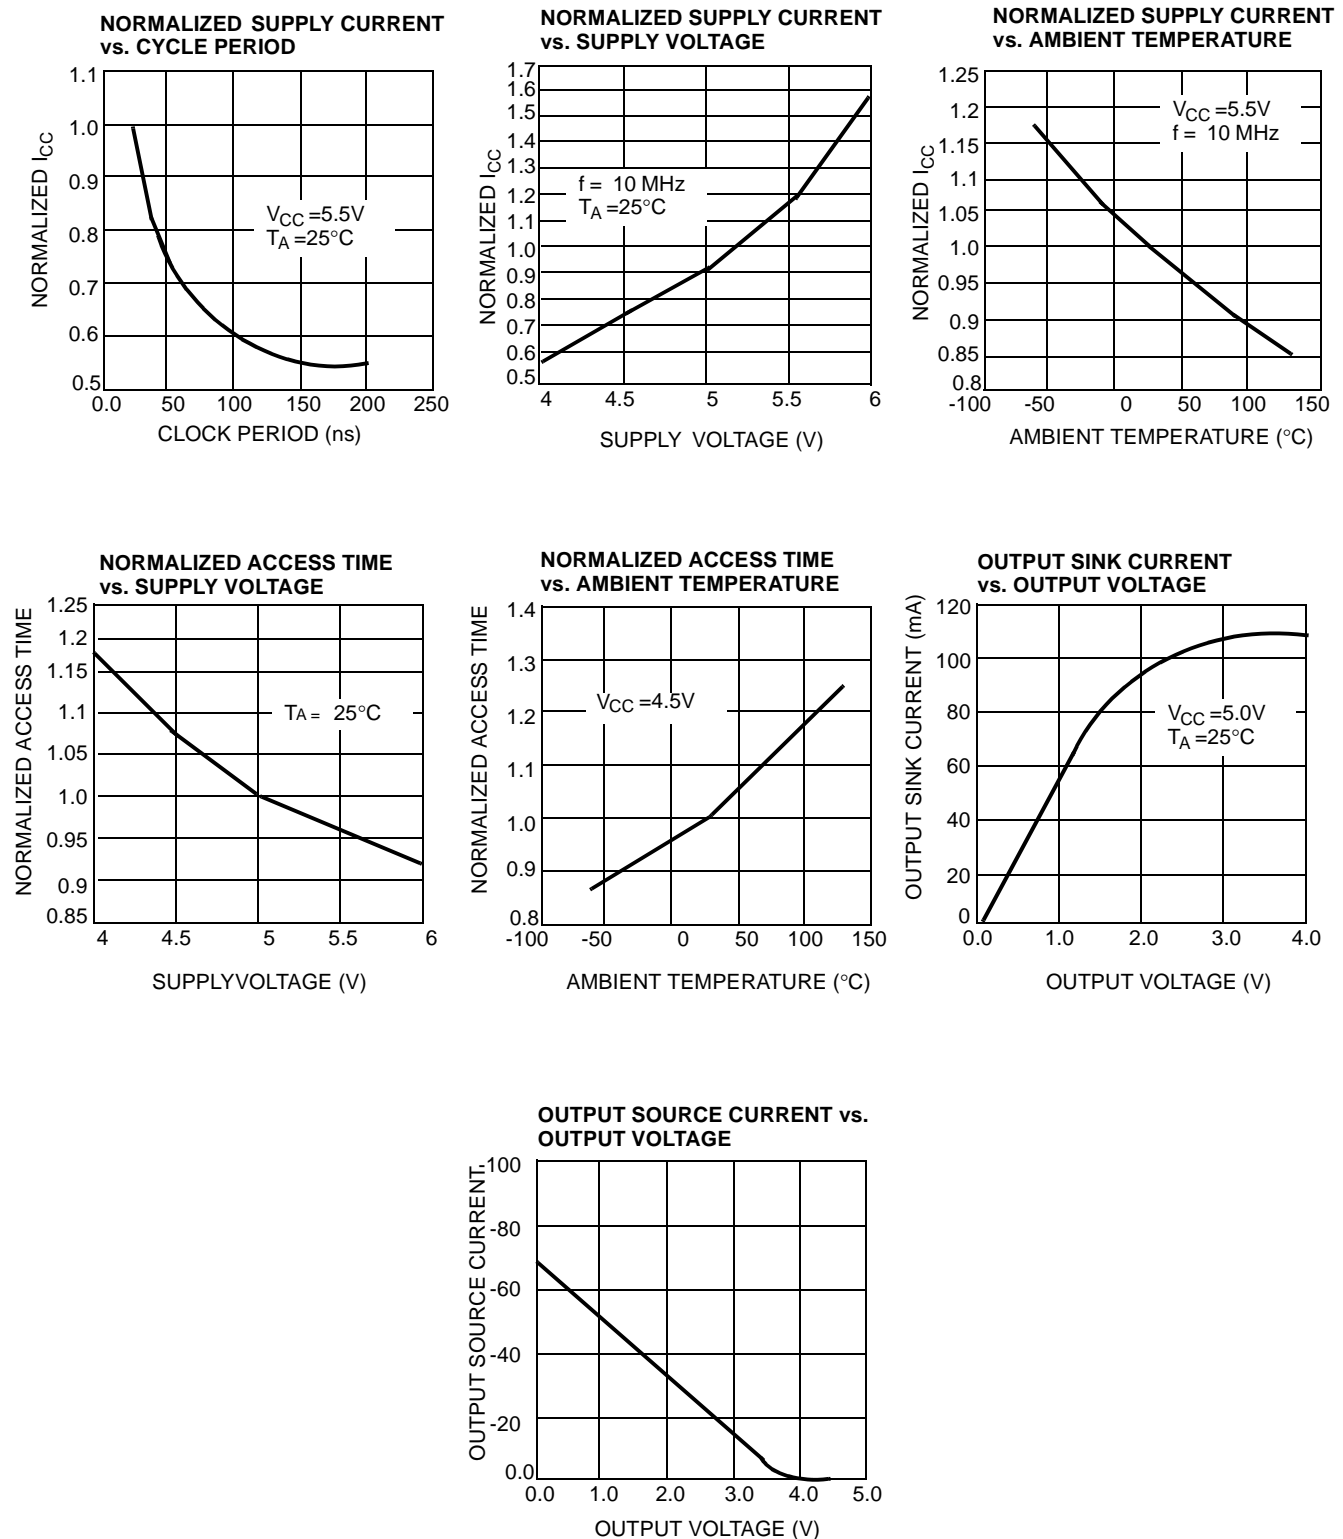 NORMALIZED SUPPLY CURRENT
vs. CYCLE PERIOD
1.1
1.0
0.9
0.8
0.7
0.6
0.5
NORMALIZED ICC
VCC =5.5V
TA =25°C
0.0 50 100 150 200 250
CLOCK PERIOD (ns)
NORMALIZED SUPPLY CURRENT
vs. SUPPLY VOLTAGE
1.7
1.6
1.5
1.4
1.3
1.2
1.0
0.9
0.8
0.7
0.6
0.5
NORMALIZED ICC
f = 10 MHz
TA =25°C
4 4.5 5 5.5 6
SUPPLY VOLTAGE (V)
NORMALIZED SUPPLY CURRENT
vs. AMBIENT TEMPERATURE
1.25
1.2
1.15
1.1
1.05
1.0
0.95
0.9
0.85
0.8
NORMALIZED ICC
VCC =5.5V
f = 10 MHz
-100 -50 0 50 100 150
AMBIENT TEMPERATURE (°C)
NORMALIZED ACCESS TIME
vs. SUPPLY VOLTAGE
1.25
1.2
1.15
1.1
1.05
1.0
0.95
0.9
0.85
NORMALIZED ACCESS TIME
TA = 25°C
4 4.5 5 5.5 6
SUPPLYVOLTAGE (V)
NORMALIZED ACCESS TIME
vs. AMBIENT TEMPERATURE
1.4
1.3
1.2
1.1
1.0
0.9
0.8
NORMALIZED ACCESS TIME
VCC =4.5V
-100 -50 0 50 100 150
AMBIENT TEMPERATURE (°C)
OUTPUT SINK CURRENT
vs. OUTPUT VOLTAGE
120
100
80
60
40
20
0
OUTPUT SINK CURRENT (mA)
VCC =5.0V
TA =25°C
0.0 1.0 2.0 3.0 4.0
OUTPUT VOLTAGE (V)
OUTPUT SOURCE CURRENT vs.
OUTPUT VOLTAGE
-100
-80
-60
-40
-20
0.0
OUTPUT SOURCE CURRENT
0.0 1.0 2.0 3.0 4.0 5.0
OUTPUT VOLTAGE (V)